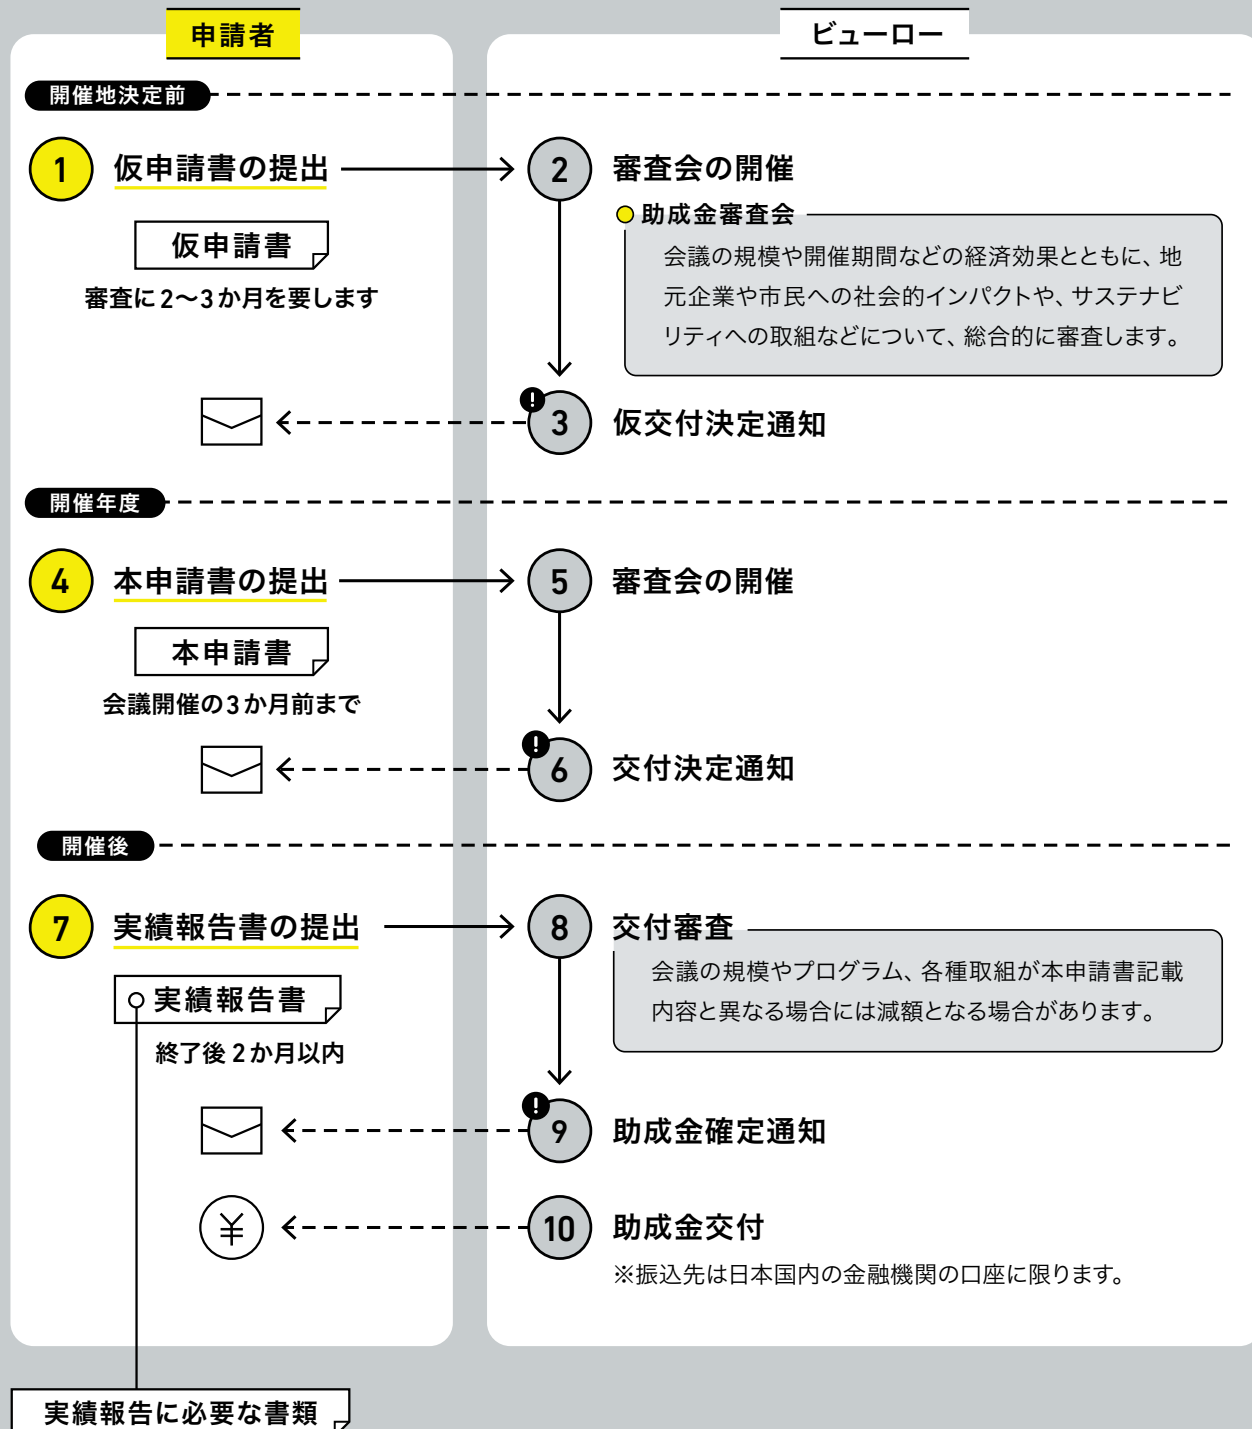 申請者
ビューロー
開催地決定前
1 仮申請書の提出
2 審査会の開催
仮申請書
審査に2〜3か月を要します
助成金審査会
会議の規模や開催期間などの経済効果とともに、地
元企業や市民への社会的インパクトや、サステナビ
リティへの取組などについて、総合的に審査します。
! 3 仮交付決定通知
開催年度
4 本申請書の提出
5 審査会の開催
本申請書
会議開催の3か月前まで
! 6 交付決定通知
開催後
7 実績報告書の提出
8 交付審査
実績報告書
終了後2か月以内
会議の規模やプログラム、各種取組が本申請書記載
内容と異なる場合には減額となる場合があります。
! 9 助成金確定通知
¥
10 助成金交付
※振込先は日本国内の金融機関の口座に限ります。
実績報告に必要な書類